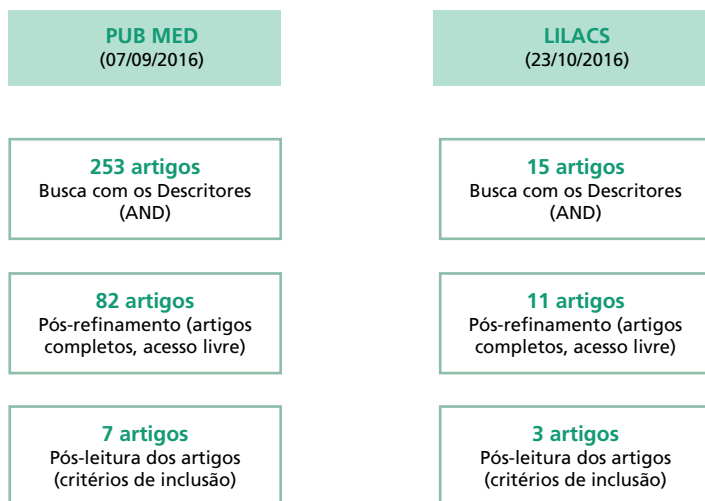 PUB MED
(07/09/2016)
253 artigos
Busca com os Descritores
(AND)
82 artigos
Pós-refinamento (artigos
completos, acesso livre)
7 artigos
Pós-leitura dos artigos
(critérios de inclusão)
LILACS
(23/10/2016)
15 artigos
Busca com os Descritores
(AND)
11 artigos
Pós-refinamento (artigos
completos, acesso livre)
3 artigos
Pós-leitura dos artigos
(critérios de inclusão)